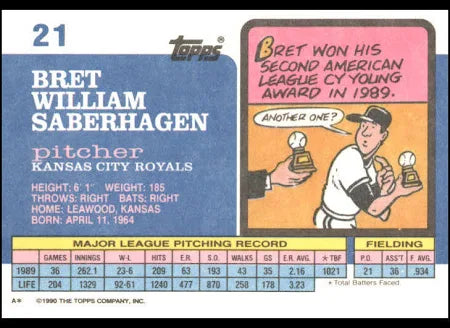 21
Topps
BRET WON HIS
SECOND AMERICAN
LEAGUE CY YOUNG
AWARD IN 1989.
ANOTHER ONE?
BRET
WILLIAM
SABERHAGEN
pitcher
KANSAS CITY ROYALS
HEIGHT: 6' 1" WEIGHT: 185
THROWS: RIGHT BATS: RIGHT
HOME: LEAWOOD, KANSAS
BORN: APRIL 11, 1964
MAJOR LEAGUE PITCHING RECORD FIELDING
GAMES INNINGS W-L HITS E.R. SO WALKS GS CG E.R.A. ★TBF P.O. ASS'T F. AVG.
1989 36 262.1 23-6 209 63 193 43 35 12 2.16 1021 21 36 .934
LIFE 204 1329 92-61 1240 477 870 258 178 3.23
★Total Batters Faced.
A★ ©1990 THE TOPPS COMPANY, INC.